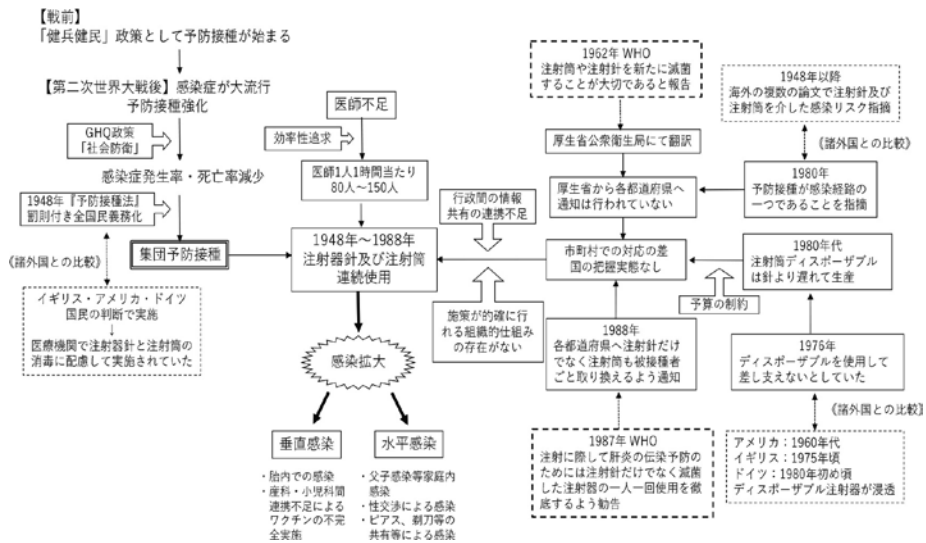 【戦前】
「健兵健民」政策として予防接種が始まる
【第二次世界大戦後】感染症が大流行
予防接種強化
GHQ政策
「社会防衛」
感染症発生率・死亡率減少
1948年『予防接種法』
罰則付き全国民義務化
集団予防接種
《諸外国との比較》
イギリス・アメリカ・ドイツ
国民の判断で実施
↓
医療機関で注射器針と注射筒の
消毒に配慮して実施されていた
医師不足
効率性追求
医師1人1時間当たり
80人～150人
1948年～1988年
注射器針及び注射筒
連続使用
感染拡大
垂直感染
・胎内での感染
・産科・小児科間
連携不足による
ワクチンの不完
全実施
水平感染
・父子感染等家庭内
感染
・性交渉による感染
・ピアス、剃刀等の
共有等による感染
行政間の情報
共有の連携不足
施策が的確に行
れる組織的仕組み
の存在がない
1962年 WHO
注射筒や注射針を新たに滅菌
することが大切であると報告
厚生省公衆衛生局にて翻訳
厚生省から各都道府県へ
通知は行われていない
市町村での対応の差
国の把握実態なし
1988年
各都道府県へ注射針だけ
でなく注射筒も被接種者
ごと取り換えるよう通知
1987年 WHO
注射に際して肝炎の伝染予防の
ためには注射針だけでなく滅菌
した注射器の一人一回使用を徹
底するよう勧告
1948年以降
海外の複数の論文で注射針及び
注射筒を介した感染リスク指摘
《諸外国との比較》
1980年
予防接種が感染経路の
一つであることを指摘
1980年代
注射筒ディスポーザブル
は針より遅れて生産
予算の制約
1976年
ディスポーザブルを使用して
差し支えないとしていた
《諸外国との比較》
アメリカ：1960年代
イギリス：1975年頃
ドイツ：1980年初め頃
ディスポーザブル注射器が浸透